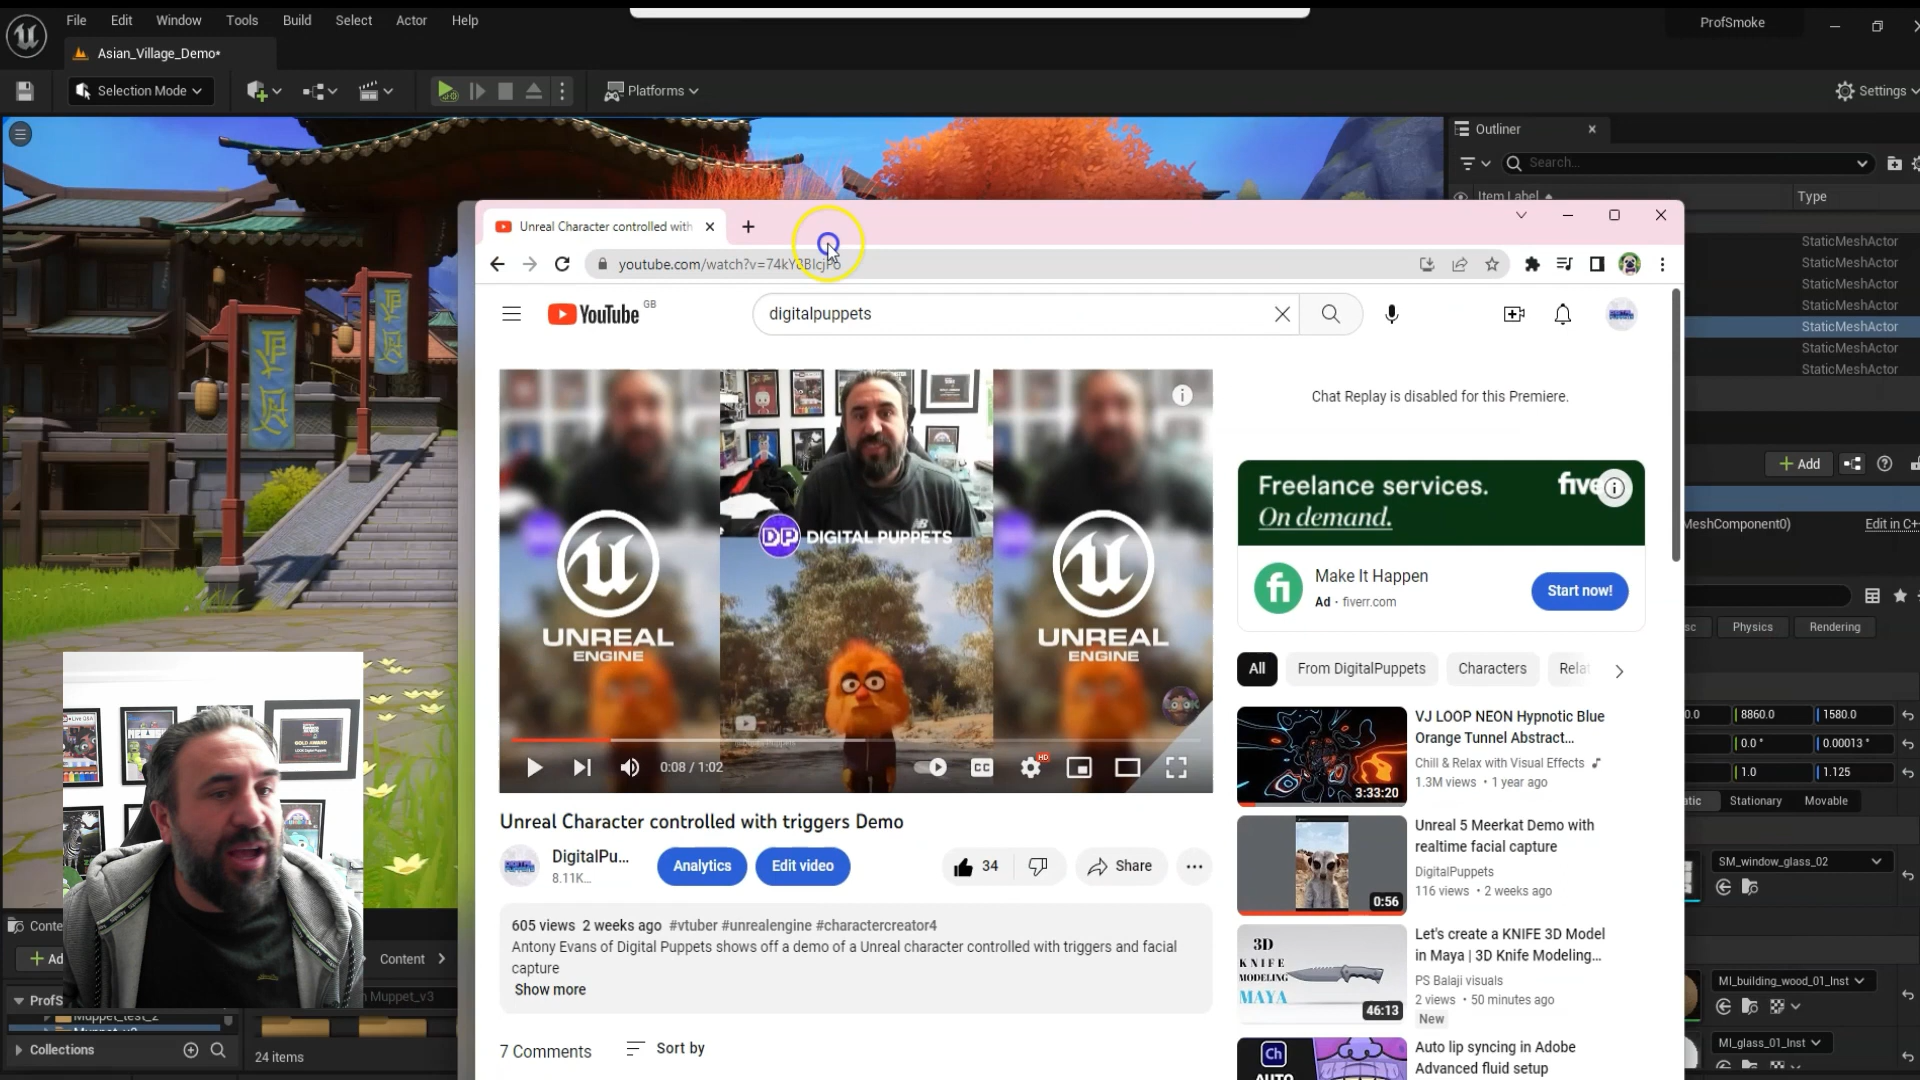 File Edit Window Tools Build Select Actor Help
ProfSmoke
Asian_Village_Demo*
Selection Mode
Platforms
Settings
Outliner
Search...
Item Label
Type
StaticMeshActor
StaticMeshActor
StaticMeshActor
StaticMeshActor
StaticMeshActor
StaticMeshActor
StaticMeshActor
Add
MeshComponent0)
Edit in C++
Physics
Rendering
8860.0
1580.0
0.0 °
0.00013 °
1.0
1.125
Stationary
Movable
SM_window_glass_02
MI_building_wood_01_Inst
MI_glass_01_Inst
Unreal Character controlled with
youtube.com/watch?v=74kY
YouTube
GB
digitalpuppets
DP DIGITAL PUPPETS
UNREAL
ENGINE
UNREAL
ENGINE
0:08 / 1:02
CC
HD
Unreal Character controlled with triggers Demo
DigitalPu...
8.11K...
Analytics
Edit video
34
Share
605 views 2 weeks ago #vtuber #unrealengine #charactercreator4
Antony Evans of Digital Puppets shows off a demo of a Unreal character controlled with triggers and facial
capture
Show more
7 Comments
Sort by
Chat Replay is disabled for this Premiere.
Freelance services.
On demand.
fi
Make It Happen
Ad · fiverr.com
Start now!
All
From DigitalPuppets
Characters
VJ LOOP NEON Hypnotic Blue
Orange Tunnel Abstract...
Chill & Relax with Visual Effects
1.3M views · 1 year ago
3:33:20
Unreal 5 Meerkat Demo with
realtime facial capture
DigitalPuppets
116 views · 2 weeks ago
0:56
3D
KNIFE
MODELING
MAYA
46:13
Let's create a KNIFE 3D Model
in Maya | 3D Knife Modeling...
PS Balaji visuals
2 views · 50 minutes ago
New
Ch
Auto lip syncing in Adobe
Advanced fluid setup
GOLD AWARD
Content
Muppet_v3
Collections
24 items